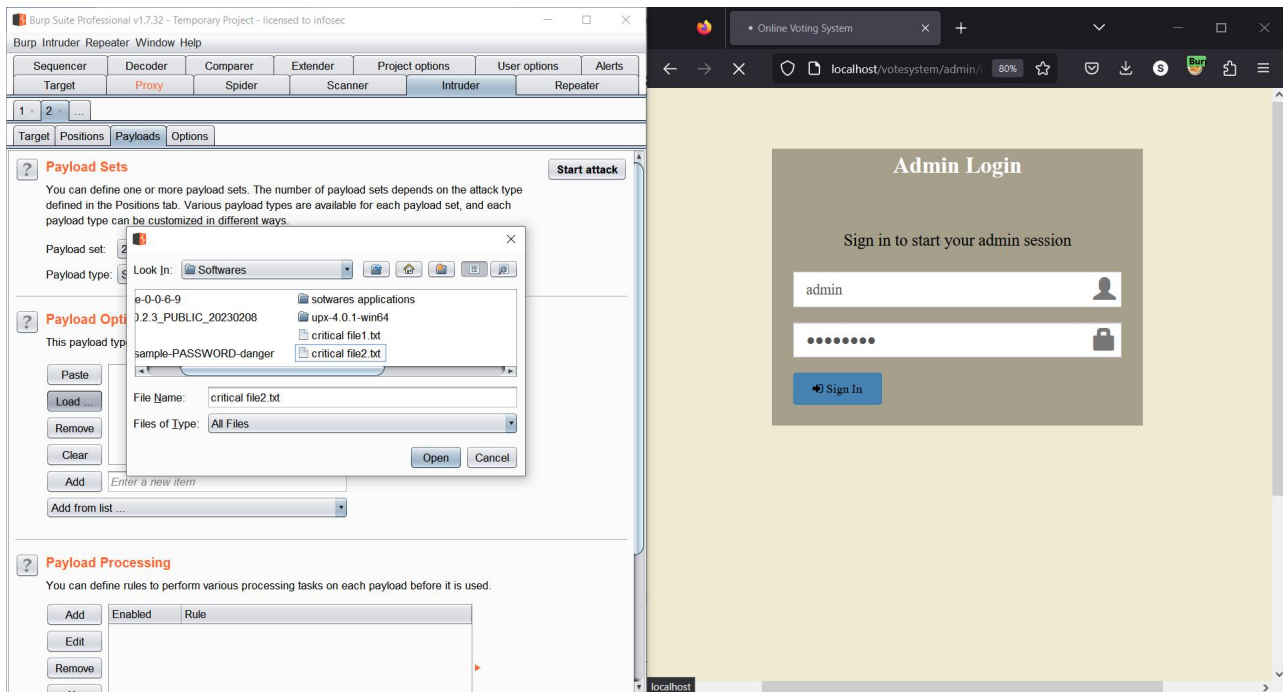 Burp Suite Professional v1.7.32 - Temporary Project - licensed to infosec
Burp Intruder Repeater Window Help
Sequencer Decoder Comparer Extender Project options User options Alerts
Target Proxy Spider Scanner Intruder Repeater
1 × 2 × ...
Target Positions Payloads Options
? Payload Sets
Start attack
You can define one or more payload sets. The number of payload sets depends on the attack type
defined in the Positions tab. Various payload types are available for each payload set, and each
payload type can be customized in different ways.
Payload set: 2
Payload type: S
? Payload Opti
This payload typ
Paste
Load ...
Remove
Clear
Add Enter a new item
Add from list ...
Look In: Softwares
e-0-0-6-9 sotwares applications
0.2.3_PUBLIC_20230208 upx-4.0.1-win64
critical file1.txt
sample-PASSWORD-danger critical file2.txt
File Name: critical file2.txt
Files of Type: All Files
Open Cancel
? Payload Processing
You can define rules to perform various processing tasks on each payload before it is used.
Add Enabled Rule
Edit
Remove
• Online Voting System
localhost/votesystem/admin/ 80% S Bur
Admin Login
Sign in to start your admin session
admin
Sign In
localhost